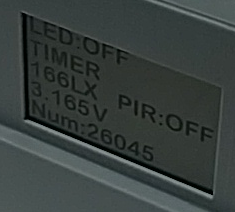 LED:OFF
TIMER
166LX PIR:OFF
3.165V
Num:26045